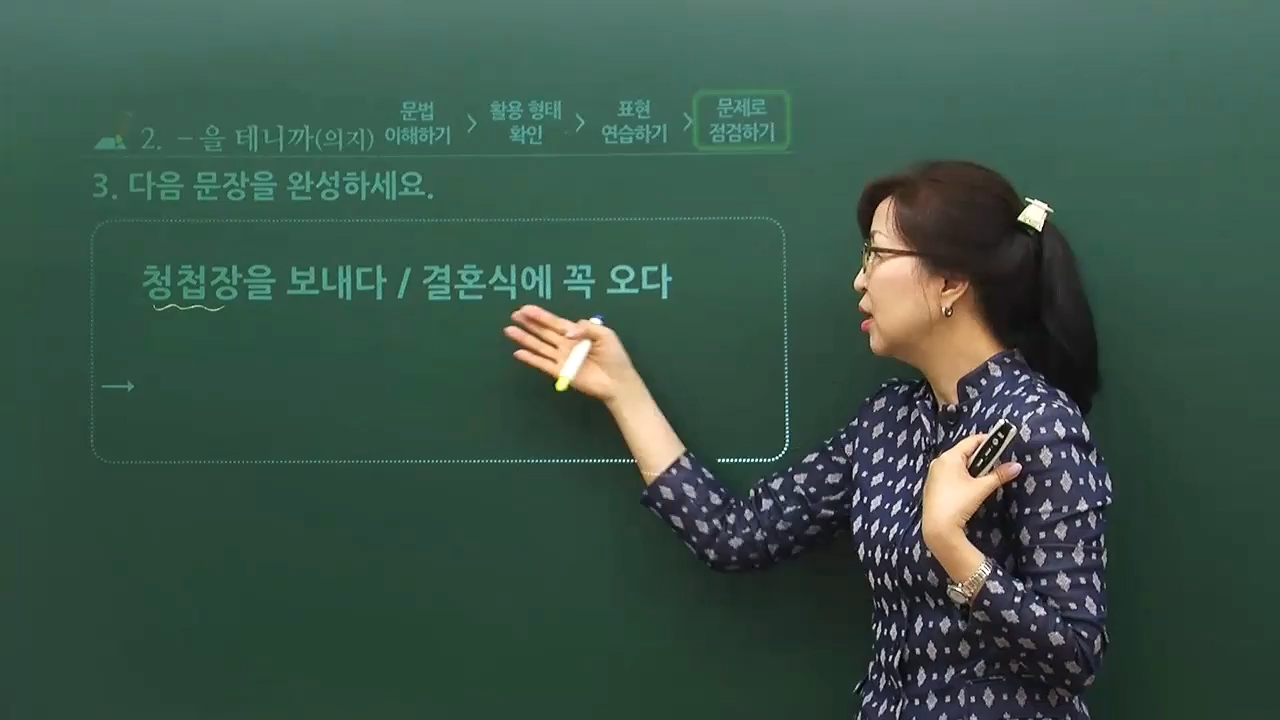 2. -을 테니까(의지) 문법 이해하기 > 활용 형태 확인 > 표현 연습하기 > 문제로 점검하기
3. 다음 문장을 완성하세요.
청첩장을 보내다 / 결혼식에 꼭 오다
→